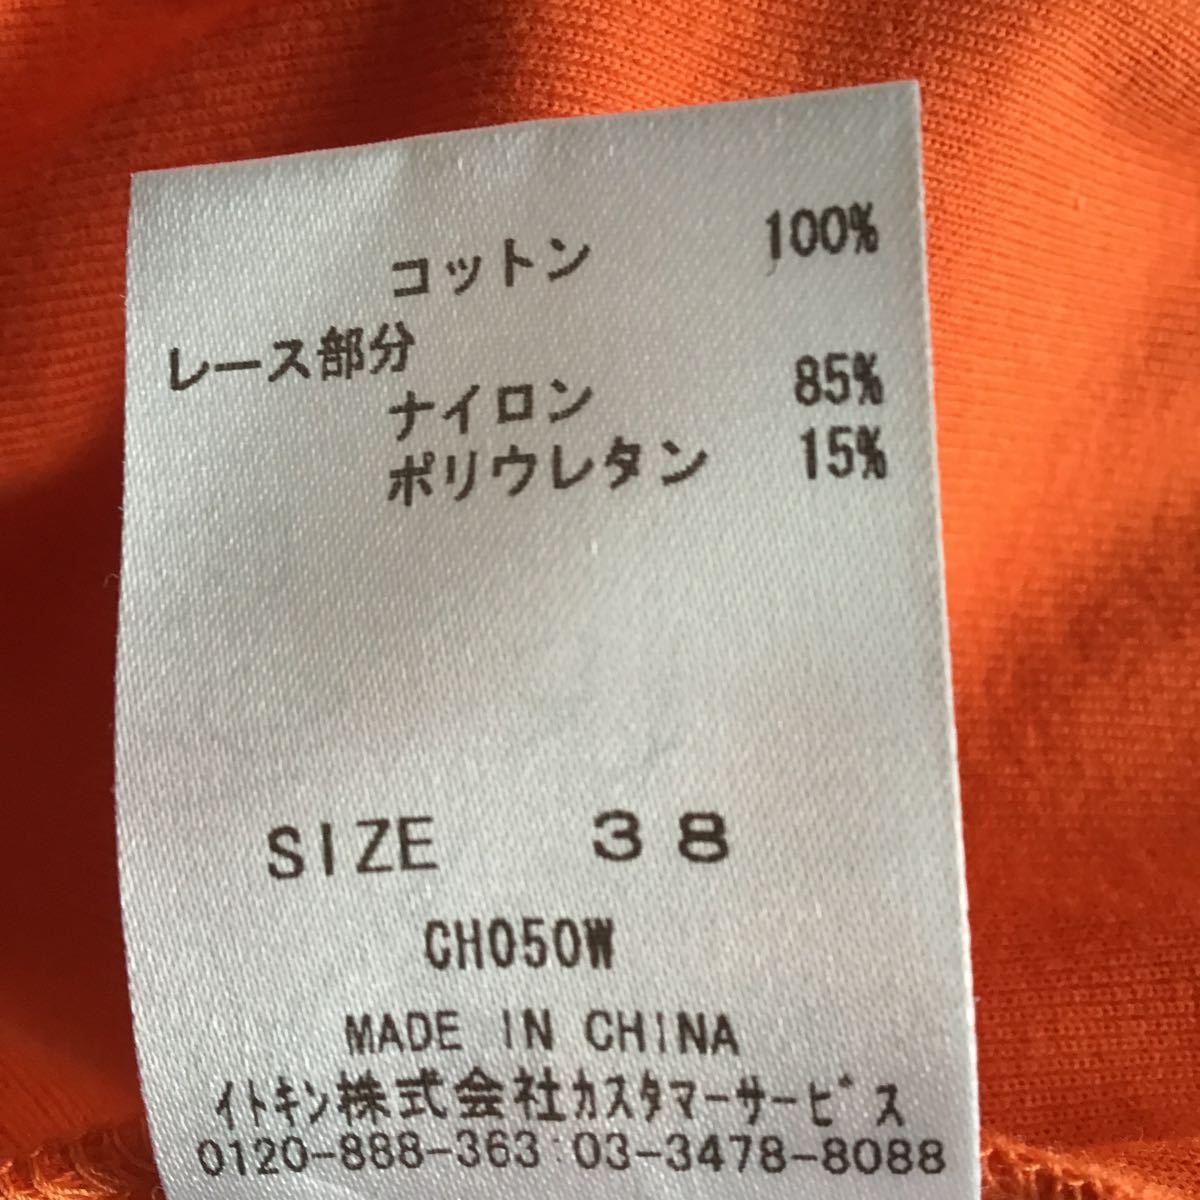 コットン 100%
レース部分
ナイロン 85%
ポリウレタン 15%
SIZE 38
CH050W
MADE IN CHINA
イトキン株式会社カスタマーサービス
0120-888-363:03-3478-8088